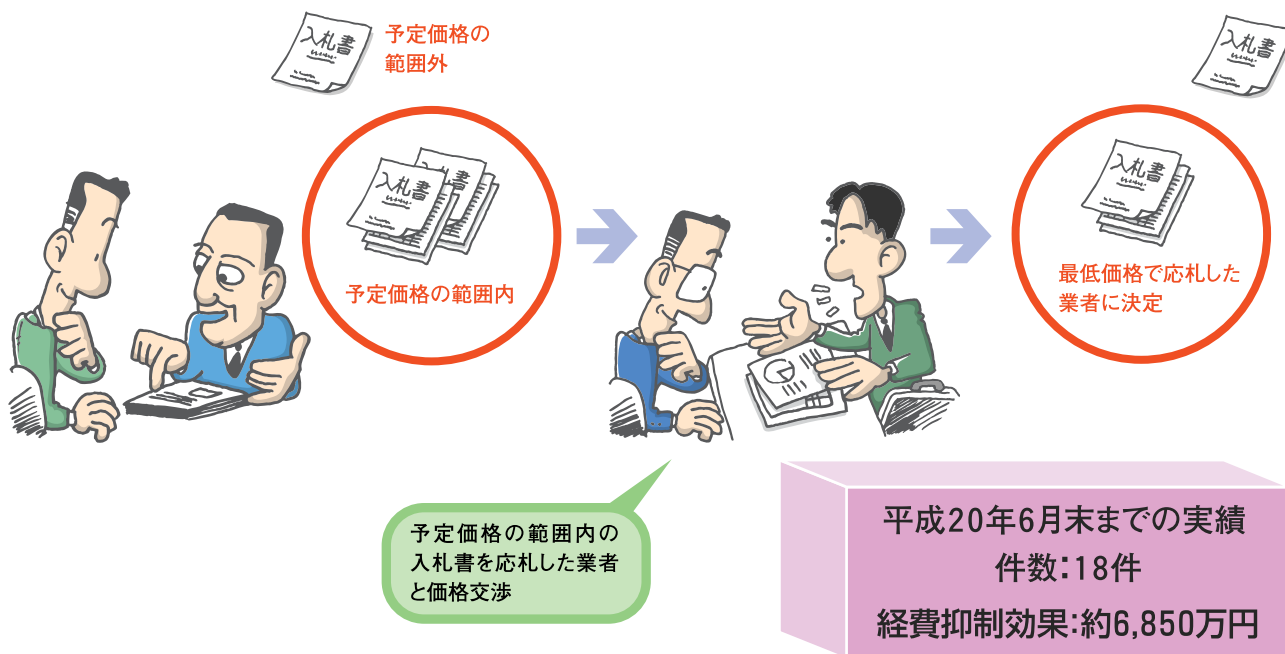 入札書
予定価格の
範囲外
入札書
入札書
予定価格の範囲内
入札書
入札書
最低価格で応札した
業者に決定
予定価格の範囲内の
入札書を応札した業者
と価格交渉
平成20年6月末までの実績
件数:18件
経費抑制効果:約6,850万円